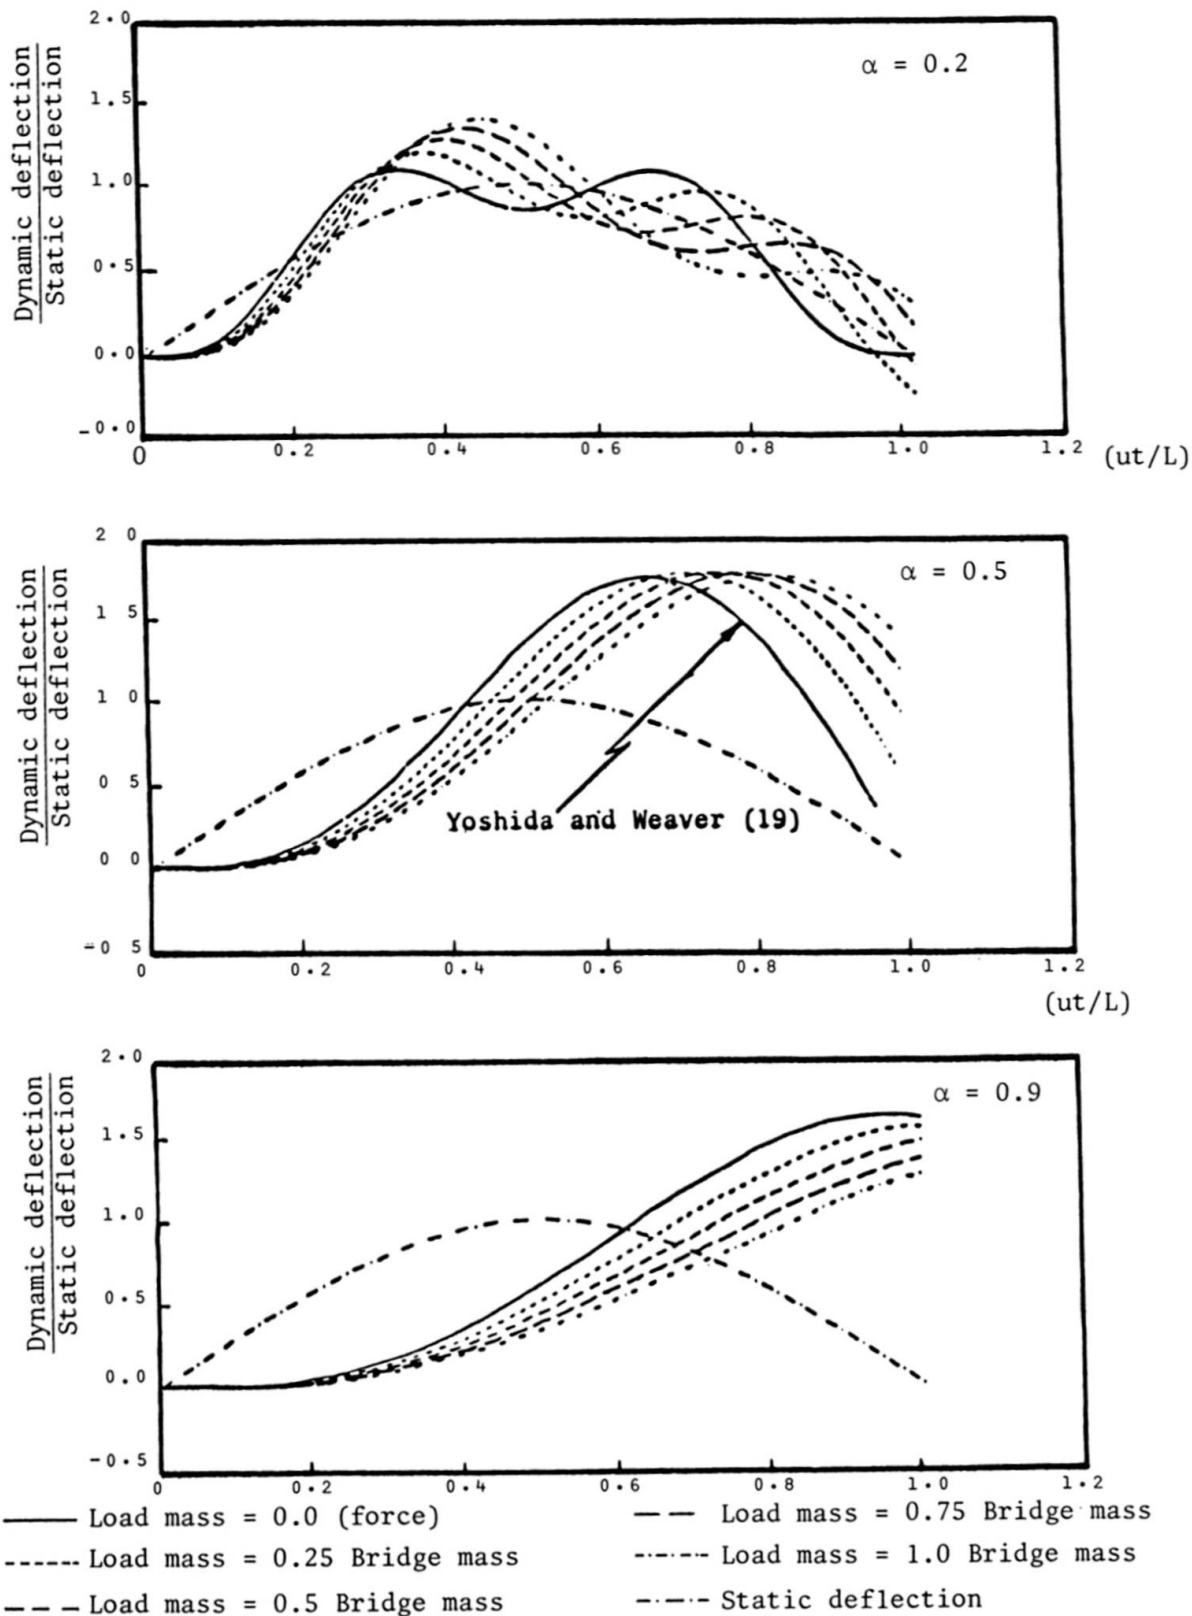 2.0
α = 0.2
1.5
1.0
0.5
0.0
-0.0
Dynamic deflection
Static deflection
0 0.2 0.4 0.6 0.8 1.0 1.2 (ut/L)
2 0
α = 0.5
1 5
1 0
0 5
0 0
-0 5
Dynamic deflection
Static deflection
Yoshida and Weaver (19)
0 0.2 0.4 0.6 0.8 1.0 1.2
(ut/L)
2.0
α = 0.9
1.5
1.0
0.5
0.0
-0.5
Dynamic deflection
Static deflection
0 0.2 0.4 0.6 0.8 1.0 1.2
Load mass = 0.0 (force)
Load mass = 0.75 Bridge mass
Load mass = 0.25 Bridge mass
Load mass = 1.0 Bridge mass
Load mass = 0.5 Bridge mass
Static deflection